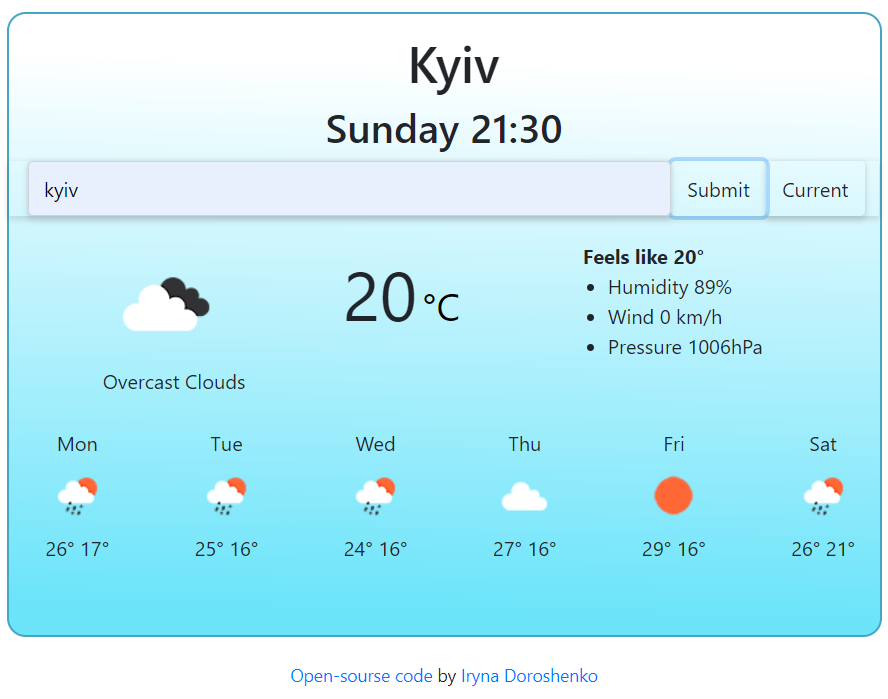 Kyiv
Sunday 21:30
kyiv Submit Current
Feels like 20°
Humidity 89%
20 °C
Wind 0 km/h
Pressure 1006hPa
Overcast Clouds
Mon Tue Wed Thu Fri Sat
26° 17° 25° 16° 24° 16° 27° 16° 29° 16° 26° 21°
Open-sourse code by Iryna Doroshenko